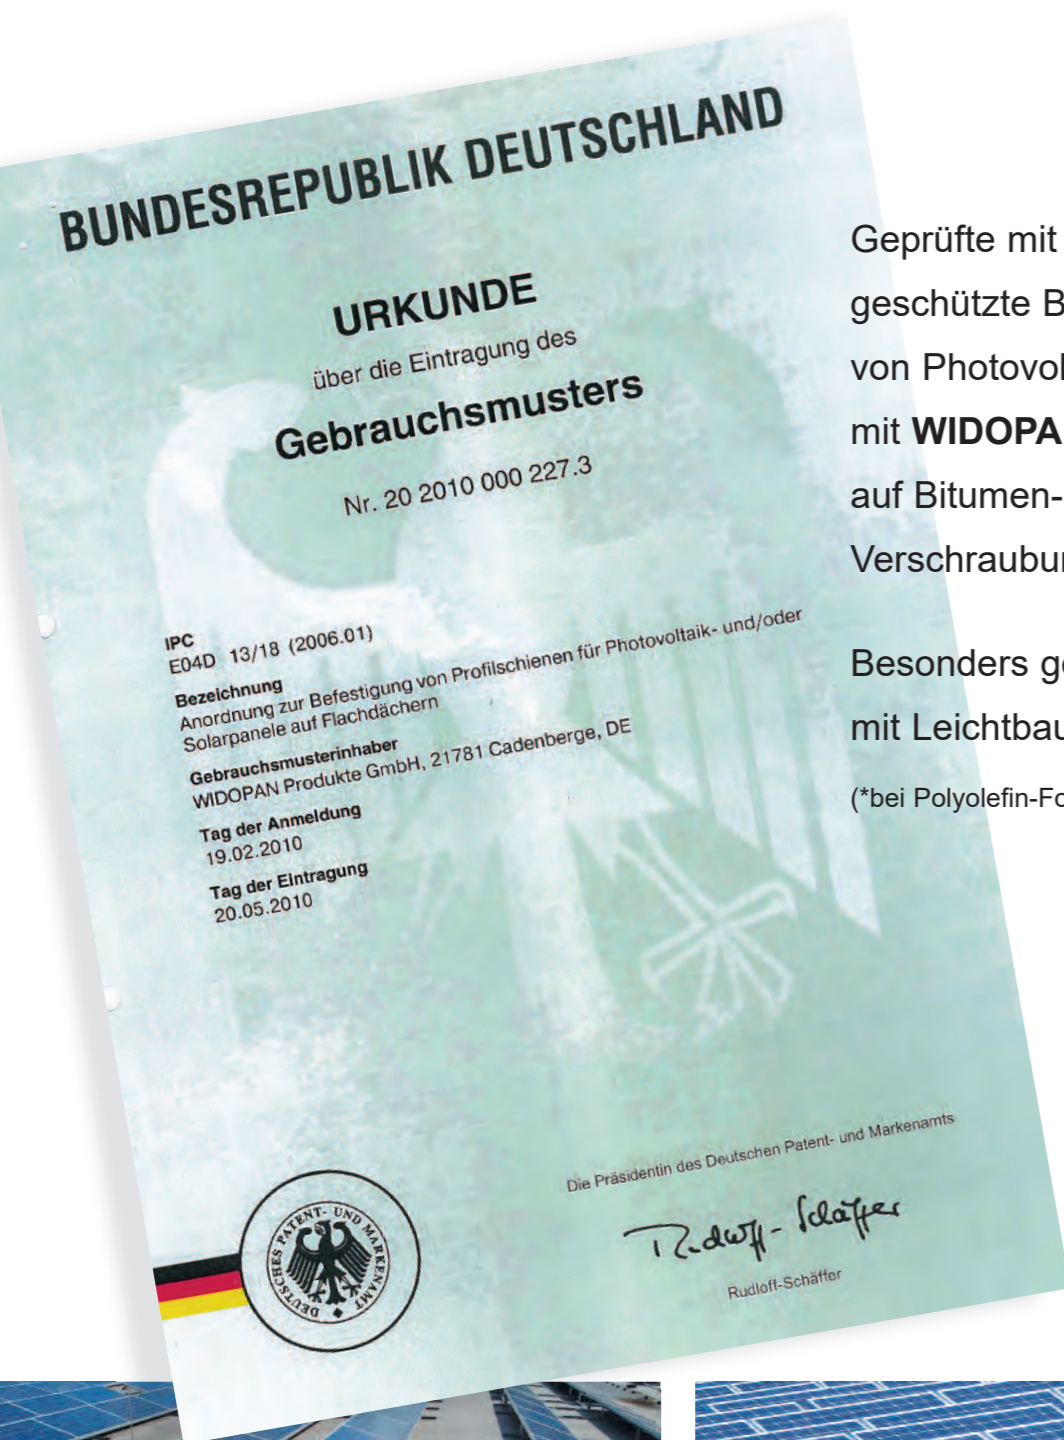 BUNDESREPUBLIK DEUTSCHLAND
URKUNDE
über die Eintragung des
Gebrauchsmusters
Nr. 20 2010 000 227.3
IPC
E04D 13/18 (2006.01)
Bezeichnung
Anordnung zur Befestigung von Profilschienen für Photovoltaik- und/oder
Solarpanele auf Flachdächern
Gebrauchsmusterinhaber
WIDOPAN Produkte GmbH, 21781 Cadenberge, DE
Tag der Anmeldung
19.02.2010
Tag der Eintragung
20.05.2010
Die Präsidentin des Deutschen Patent- und Markenamts
Rudloff-Schäffer
Rudloff-Schäffer
DEUTSCHES PATENT- UND MARKENAMT
Geprüfte mit
geschützte B
von Photovol
mit WIDOPA
auf Bitumen-
Verschraubu
Besonders g
mit Leichtbau
(*bei Polyolefin-Fo